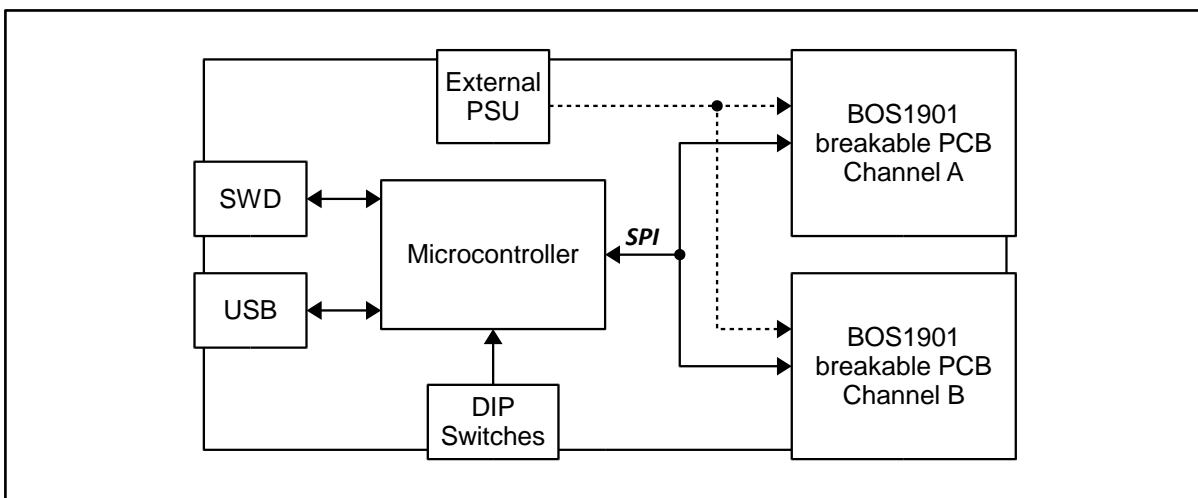 External
PSU
BOS1901
breakable PCB
Channel A
SWD
Microcontroller
SPI
USB
BOS1901
breakable PCB
Channel B
DIP
Switches